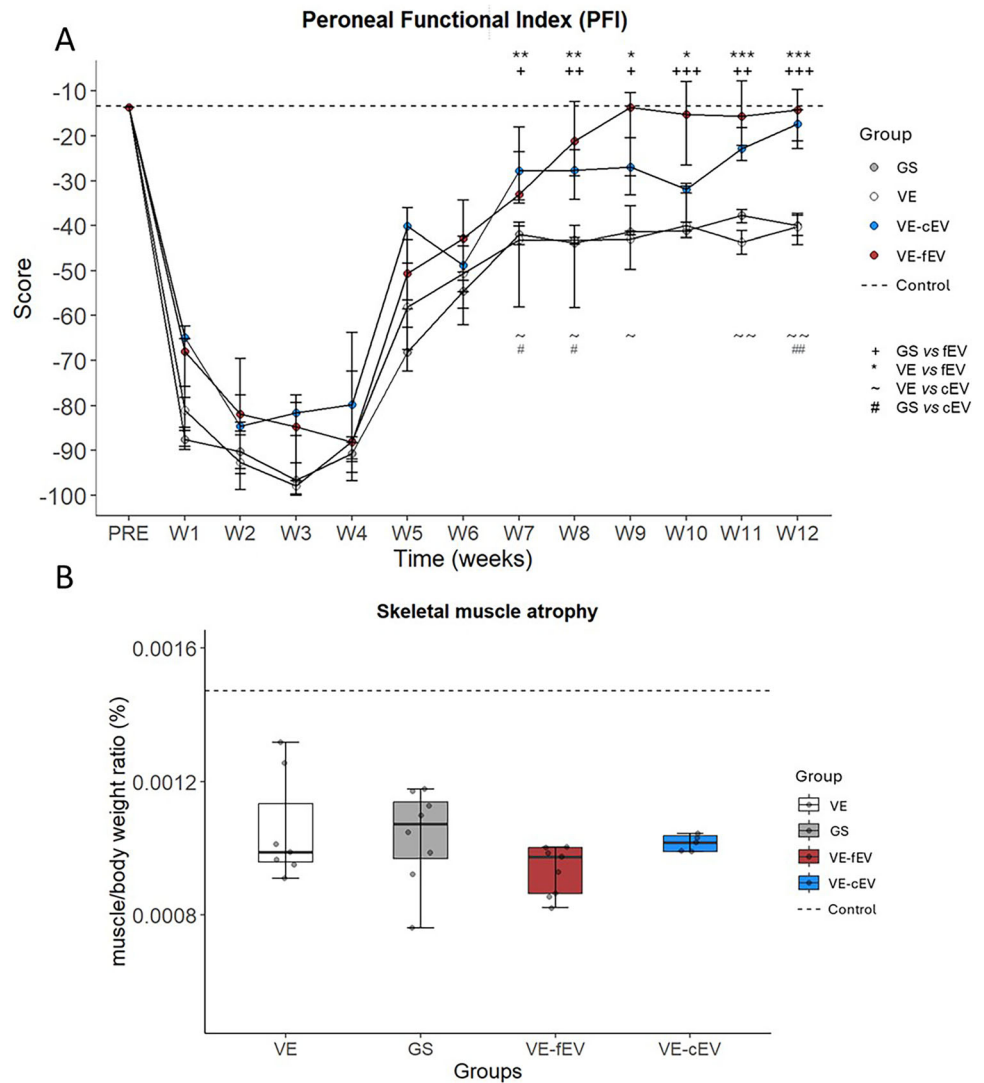 A
Peroneal Functional Index (PFI)
** ** * * *** ***
+ ++ + +++ ++ +++
-10
-20
-30
-40
-50
-60
-70
-80
-90
-100
Score
~ ~ ~ ~~ ~~
# # ##
PRE W1 W2 W3 W4 W5 W6 W7 W8 W9 W10 W11 W12
Time (weeks)
Group
GS
VE
VE-cEV
VE-fEV
Control
+ GS vs fEV
* VE vs fEV
~ VE vs cEV
# GS vs cEV
B
Skeletal muscle atrophy
0.0016
0.0012
0.0008
muscle/body weight ratio (%)
VE GS VE-fEV VE-cEV
Groups
Group
VE
GS
VE-fEV
VE-cEV
Control